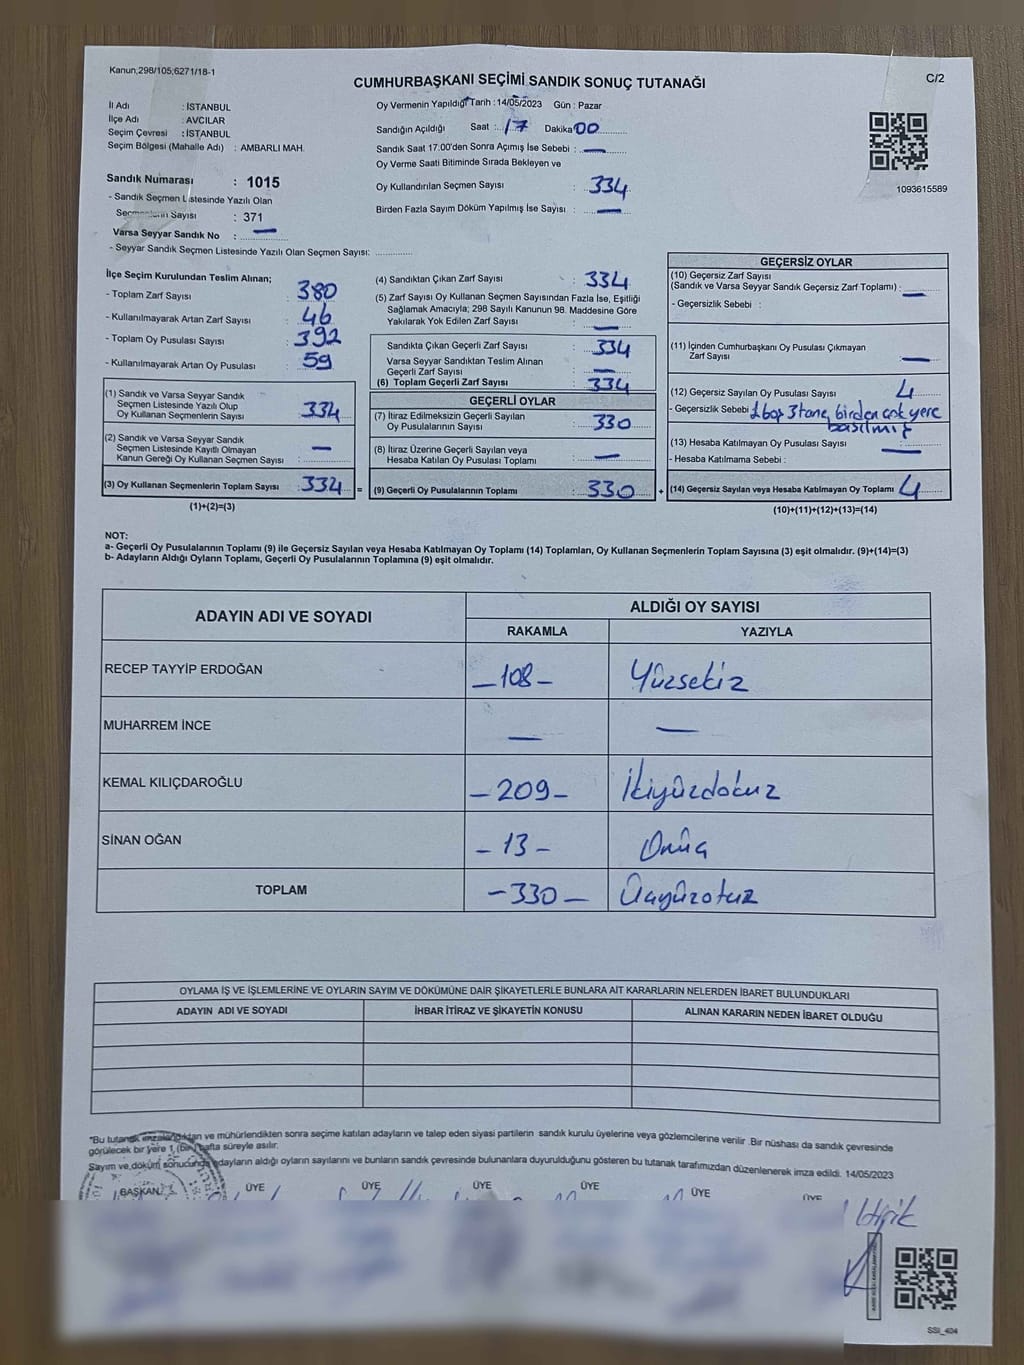 Kanun;298/105;6271/18-1
CUMHURBAŞKANI SEÇİMİ SANDIK SONUÇ TUTANAĞI
C/2
İl Adı : İSTANBUL
İlçe Adı : AVCILAR
Seçim Çevresi : İSTANBUL
Seçim Bölgesi (Mahalle Adı) : AMBARLI MAH.
Sandık Numarası : 1015
- Sandık Seçmen Listesinde Yazılı Olan
Seçmenlerin Sayısı : 371
Varsa Seyyar Sandık No : —
- Seyyar Sandık Seçmen Listesinde Yazılı Olan Seçmen Sayısı:
Oy Vermenin Yapıldığı Tarih : 14/05/2023 Gün : Pazar
Sandığın Açıldığı Saat : 17 Dakika 00
Sandık Saat 17:00'den Sonra Açımış İse Sebebi : —
Oy Verme Saati Bitiminde Sırada Bekleyen ve
Oy Kullandırılan Seçmen Sayısı : 334
Birden Fazla Sayım Döküm Yapılmış İse Sayısı : —
1093615589
İlçe Seçim Kurulundan Teslim Alınan;
- Toplam Zarf Sayısı : 380
- Kullanılmayarak Artan Zarf Sayısı : 46
- Toplam Oy Pusulası Sayısı : 392
- Kullanılmayarak Artan Oy Pusulası : 59
(1) Sandık ve Varsa Seyyar Sandık
Seçmen Listesinde Yazılı Olup
Oy Kullanan Seçmenlerin Sayısı : 334
(2) Sandık ve Varsa Seyyar Sandık
Seçmen Listesinde Kayıtlı Olmayan
Kanun Gereği Oy Kullanan Seçmen Sayısı : —
(3) Oy Kullanan Seçmenlerin Toplam Sayısı : 334 =
(1)+(2)=(3)
(4) Sandıktan Çıkan Zarf Sayısı : 334
(5) Zarf Sayısı Oy Kullanan Seçmen Sayısından Fazla İse, Eşitliği
Sağlamak Amacıyla; 298 Sayılı Kanunun 98. Maddesine Göre
Yakılarak Yok Edilen Zarf Sayısı : —
Sandıkta Çıkan Geçerli Zarf Sayısı : 334
Varsa Seyyar Sandıktan Teslim Alınan
Geçerli Zarf Sayısı : —
(6) Toplam Geçerli Zarf Sayısı : 334
GEÇERLİ OYLAR
(7) İtiraz Edilmeksizin Geçerli Sayılan
Oy Pusulalarının Sayısı : 330
(8) İtiraz Üzerine Geçerli Sayılan veya
Hesaba Katılan Oy Pusulası Toplamı : —
(9) Geçerli Oy Pusulalarının Toplamı : 330 +
GEÇERSİZ OYLAR
(10) Geçersiz Zarf Sayısı
(Sandık ve Varsa Seyyar Sandık Geçersiz Zarf Toplamı) : —
- Geçersizlik Sebebi :
(11) İçinden Cumhurbaşkanı Oy Pusulası Çıkmayan
Zarf Sayısı : —
(12) Geçersiz Sayılan Oy Pusulası Sayısı : 4
- Geçersizlik Sebebi 1 boş 3 tane, birden çok yere
basılmış
(13) Hesaba Katılmayan Oy Pusulası Sayısı : —
- Hesaba Katılmama Sebebi :
(14) Geçersiz Sayılan veya Hesaba Katılmayan Oy Toplamı : 4
(10)+(11)+(12)+(13)=(14)
NOT:
a- Geçerli Oy Pusulalarının Toplamı (9) ile Geçersiz Sayılan veya Hesaba Katılmayan Oy Toplamı (14) Toplamları, Oy Kullanan Seçmenlerin Toplam Sayısına (3) eşit olmalıdır. (9)+(14)=(3)
b- Adayların Aldığı Oyların Toplamı, Geçerli Oy Pusulalarının Toplamına (9) eşit olmalıdır.
ADAYIN ADI VE SOYADI
ALDIĞI OY SAYISI
RAKAMLA YAZIYLA
RECEP TAYYİP ERDOĞAN —108— Yüzsekiz
MUHARREM İNCE — —
KEMAL KILIÇDAROĞLU —209— İkiyüzdokuz
SİNAN OĞAN —13— Onüç
TOPLAM —330— Üçyüzotuz
OYLAMA İŞ VE İŞLEMLERİNE VE OYLARIN SAYIM VE DÖKÜMÜNE DAİR ŞİKAYETLERLE BUNLARA AİT KARARLARIN NELERDEN İBARET BULUNDUKLARI
ADAYIN ADI VE SOYADI İHBAR İTİRAZ VE ŞİKAYETİN KONUSU ALINAN KARARIN NEDEN İBARET OLDUĞU
"Bu tutanak imzalandıktan ve mühürlendikten sonra seçime katılan adayların ve talep eden siyasi partilerin sandık kurulu üyelerine veya gözlemcilerine verilir .Bir nüshası da sandık çevresinde
görülecek bir yere 1 (bir) hafta süreyle asılır.
Sayım ve döküm sonucunda adayların aldığı oyların sayılarını ve bunların sandık çevresinde bulunanlara duyurulduğunu gösteren bu tutanak tarafımızdan düzenlenerek imza edildi. 14/05/2023
BAŞKAN ÜYE ÜYE ÜYE ÜYE ÜYE ÜYE
SSI_404